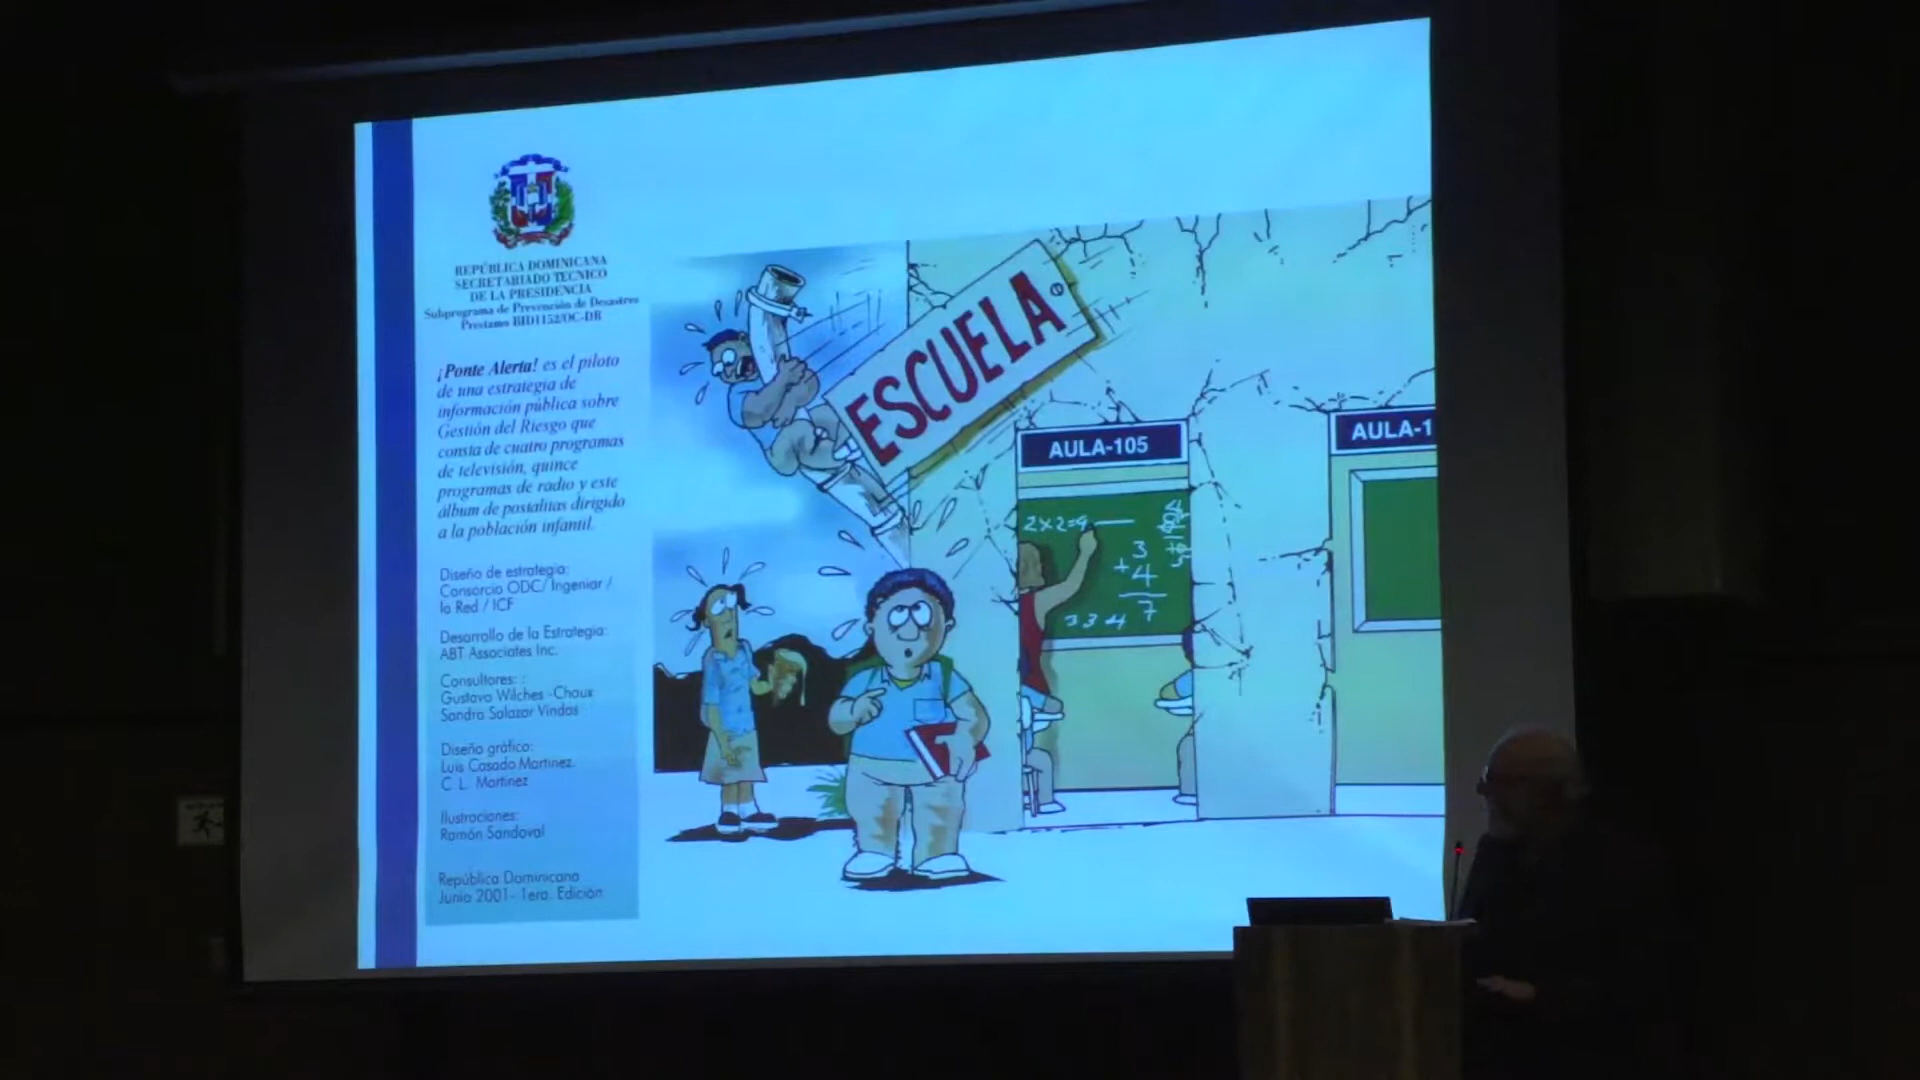 REPÚBLICA DOMINICANA
SECRETARIADO TECNICO
DE LA PRESIDENCIA
Subprograma de Prevención de Desastres
Prestamo BID1152/OC-DR
¡Ponte Alerta! es el piloto
de una estrategia de
información pública sobre
Gestión del Riesgo que
consta de cuatro programas
de televisión, quince
programas de radio y este
álbum de postalitas dirigido
a la población infantil.
Diseño de estrategia:
Consorcio ODC/ Ingeniar /
la Red / ICF
Desarrollo de la Estrategia:
ABT Associates Inc.
Consultores: :
Gustavo Wilches -Chaux
Sandra Salazar Vindas
Diseño gráfico:
Luis Casado Martinez.
C. L. Martinez
Ilustraciones:
Ramón Sandoval
República Dominicana
Junio 2001- 1era. Edición
ESCUELA
AULA-105
AULA-1
2x2=4
3
+4
7
3 3 4